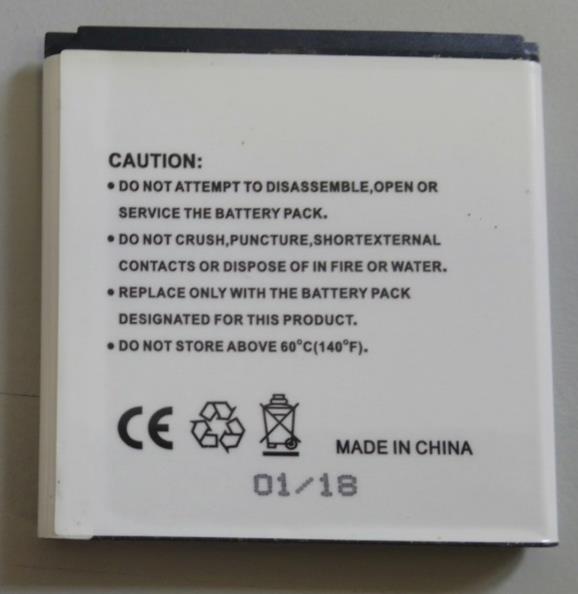 CAUTION:
• DO NOT ATTEMPT TO DISASSEMBLE,OPEN OR
SERVICE THE BATTERY PACK.
• DO NOT CRUSH,PUNCTURE,SHORTEXTERNAL
CONTACTS OR DISPOSE OF IN FIRE OR WATER.
• REPLACE ONLY WITH THE BATTERY PACK
DESIGNATED FOR THIS PRODUCT.
• DO NOT STORE ABOVE 60°C(140°F).
CE
MADE IN CHINA
01/18